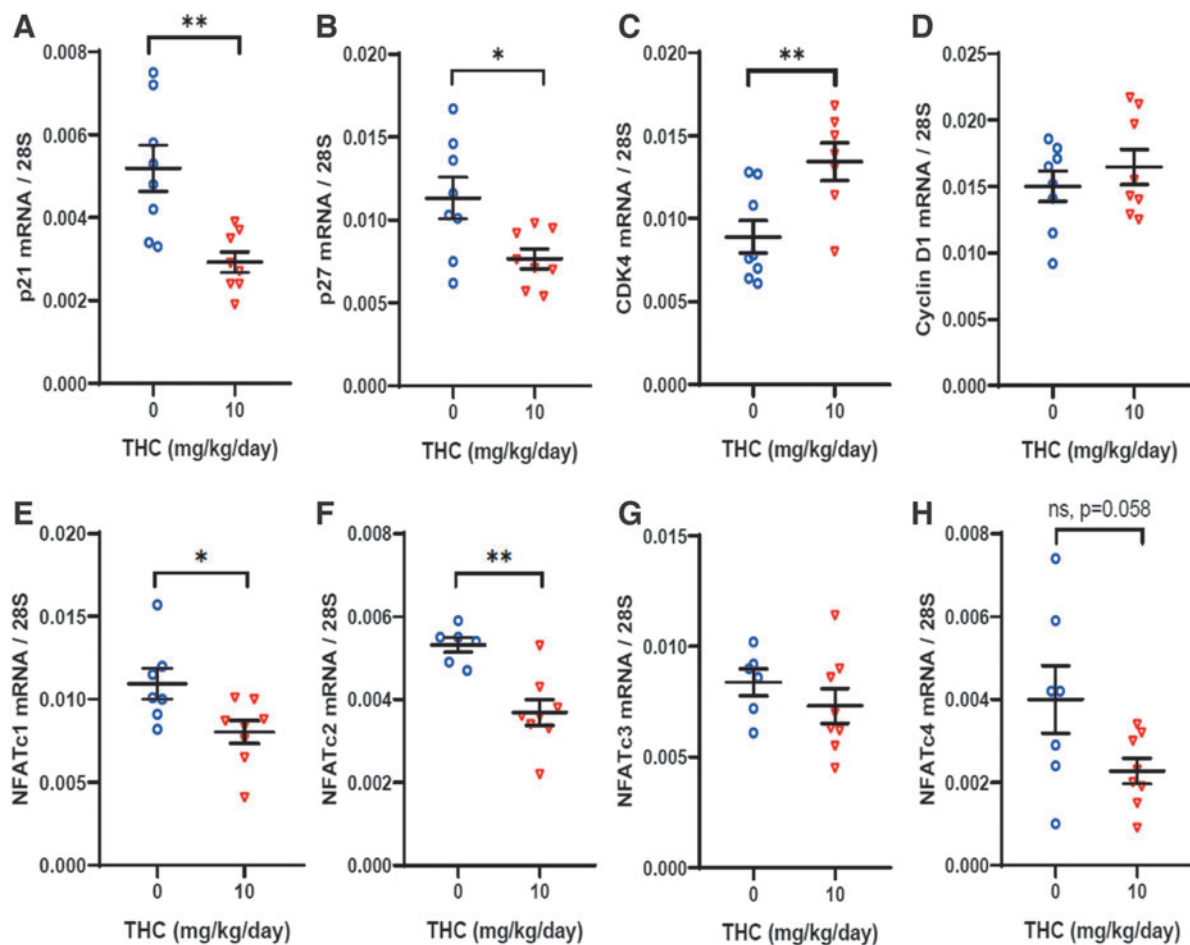 A
p21 mRNA / 28S
0.008
0.006
0.004
0.002
0.000
**
0
10
THC (mg/kg/day)
B
p27 mRNA / 28S
0.020
0.015
0.010
0.005
0.000
*
0
10
THC (mg/kg/day)
C
CDK4 mRNA / 28S
0.020
0.015
0.010
0.005
0.000
**
0
10
THC (mg/kg/day)
D
Cyclin D1 mRNA / 28S
0.025
0.020
0.015
0.010
0.005
0.000
0
10
THC (mg/kg/day)
E
NFATc1 mRNA / 28S
0.020
0.015
0.010
0.005
0.000
*
0
10
THC (mg/kg/day)
F
NFATc2 mRNA / 28S
0.008
0.006
0.004
0.002
0.000
**
0
10
THC (mg/kg/day)
G
NFATc3 mRNA / 28S
0.015
0.010
0.005
0.000
0
10
THC (mg/kg/day)
H
NFATc4 mRNA / 28S
0.008
0.006
0.004
0.002
0.000
ns, p=0.058
0
10
THC (mg/kg/day)